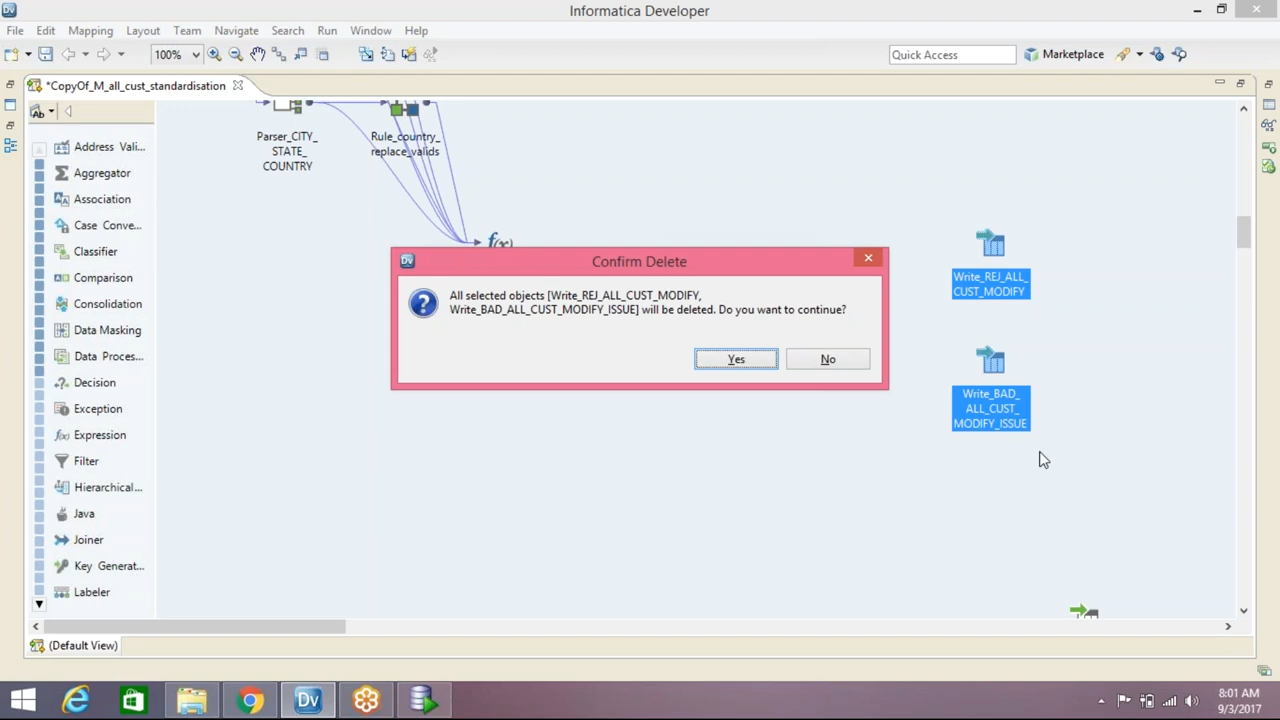 Informatica Developer
File Edit Mapping Layout Team Navigate Search Run Window Help
100%
Quick Access
Marketplace
*CopyOf_M_all_cust_standardisation
Ab
Address Vali...
Aggregator
Association
Case Conve...
Classifier
Comparison
Consolidation
Data Masking
Data Proces...
Decision
Exception
f(x) Expression
Filter
Hierarchical...
Java
Joiner
Key Generat...
Labeler
Parser_CITY_
STATE_
COUNTRY
Rule_country_
replace_valids
f(x)
Write_REJ_ALL_
CUST_MODIFY
Write_BAD_
ALL_CUST_
MODIFY_ISSUE
Dv
Confirm Delete
All selected objects [Write_REJ_ALL_CUST_MODIFY,
Write_BAD_ALL_CUST_MODIFY_ISSUE] will be deleted. Do you want to continue?
Yes No
(Default View)
Dv
8:01 AM
9/3/2017